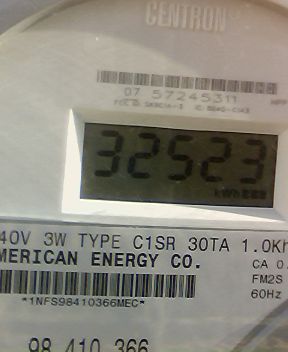 CENTRON®
07 57245311
32523
kWh
40V 3W TYPE C1SR 30TA 1.0Kh
MERICAN ENERGY CO.
CA 0.
FM2S
*1NFS98410366MEC*
60Hz
98 410 366